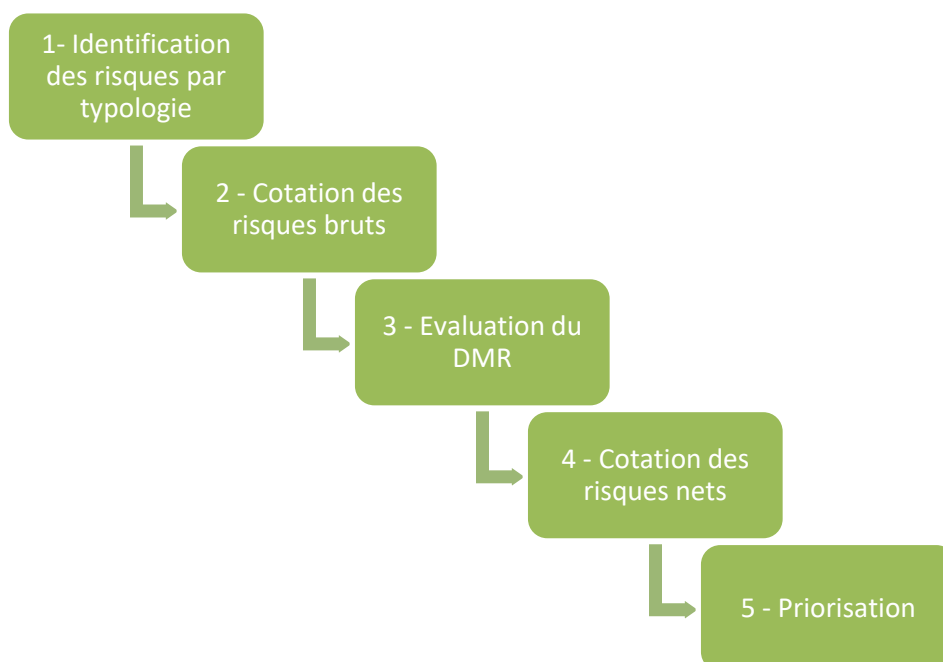 1- Identification
des risques par
typologie
2 - Cotation des
risques bruts
3 - Evaluation du
DMR
4 - Cotation des
risques nets
5 - Priorisation